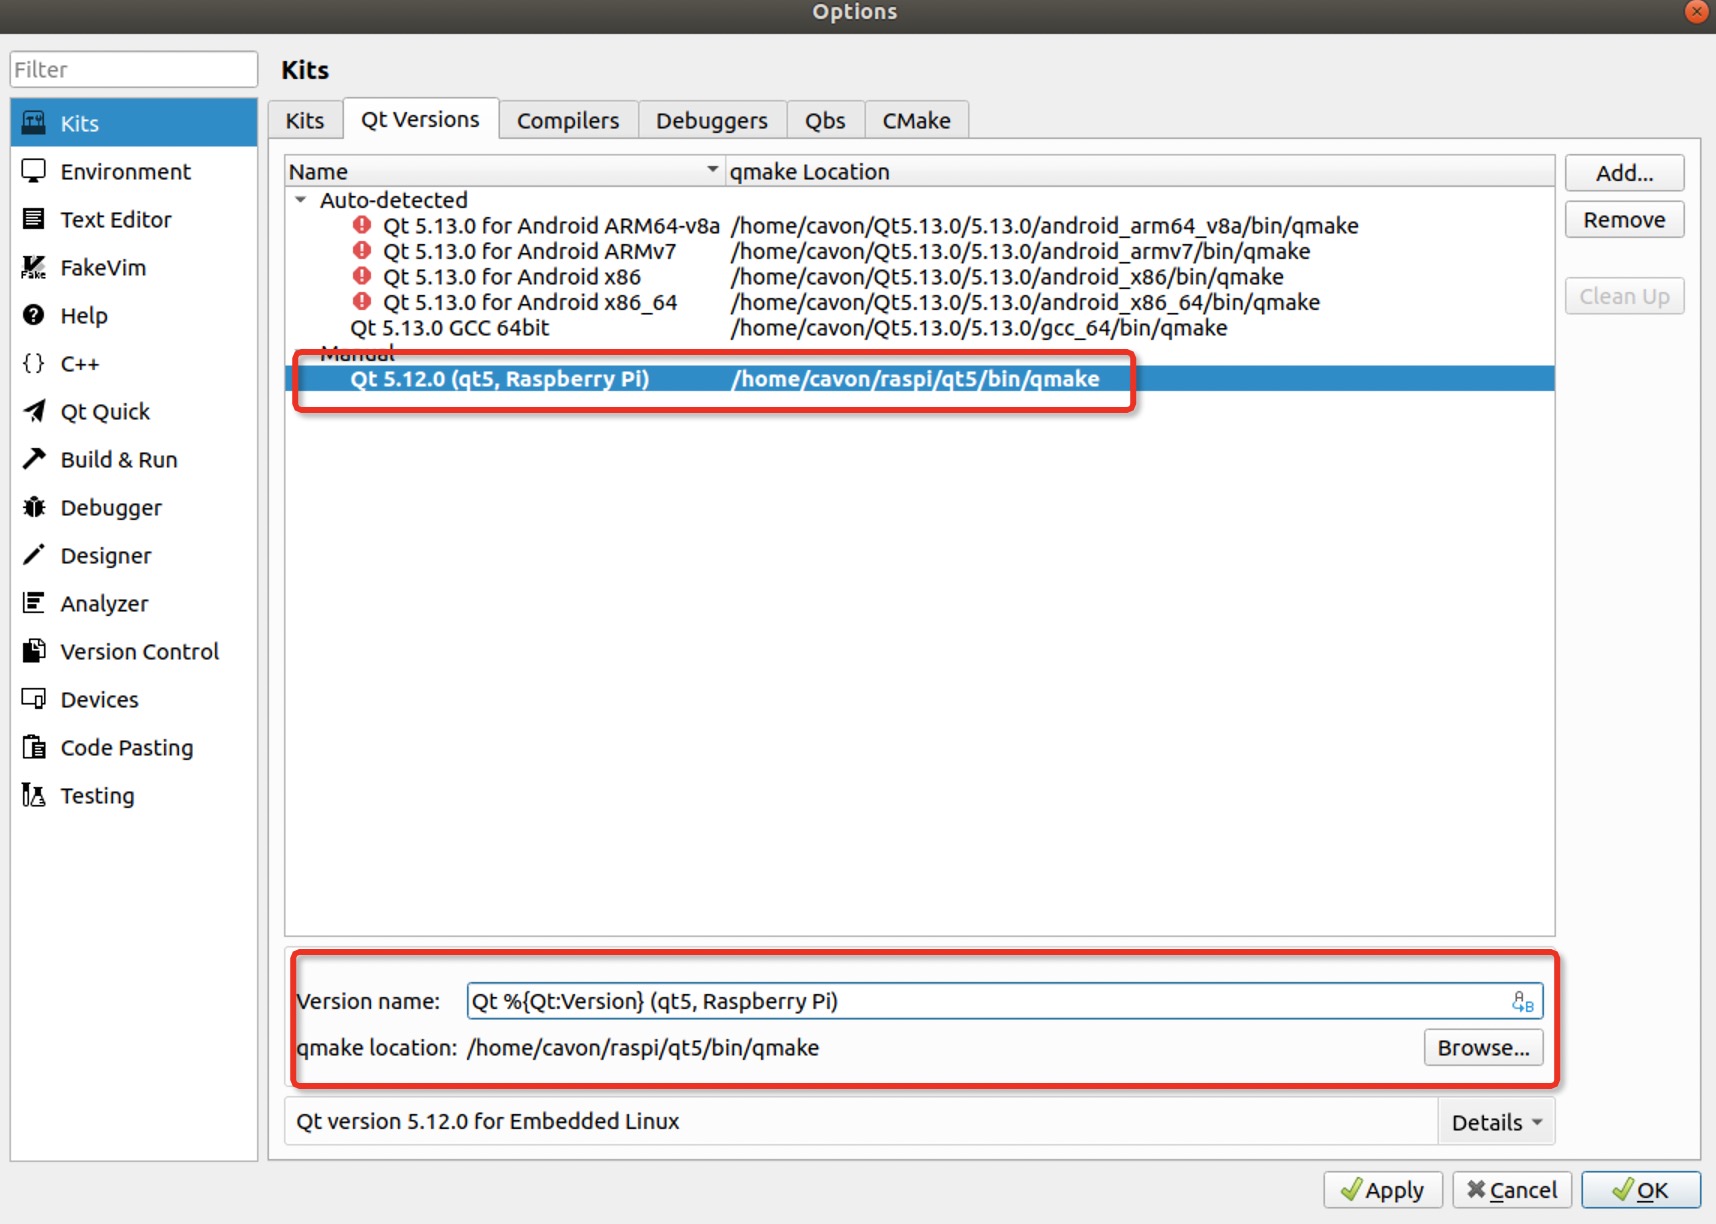 Options
Filter
Kits
Environment
Text Editor
FakeVim
Help
C++
Qt Quick
Build & Run
Debugger
Designer
Analyzer
Version Control
Devices
Code Pasting
Testing
Kits
Kits Qt Versions Compilers Debuggers Qbs CMake
Name qmake Location
Auto-detected
Qt 5.13.0 for Android ARM64-v8a /home/cavon/Qt5.13.0/5.13.0/android_arm64_v8a/bin/qmake
Qt 5.13.0 for Android ARMv7 /home/cavon/Qt5.13.0/5.13.0/android_armv7/bin/qmake
Qt 5.13.0 for Android x86 /home/cavon/Qt5.13.0/5.13.0/android_x86/bin/qmake
Qt 5.13.0 for Android x86_64 /home/cavon/Qt5.13.0/5.13.0/android_x86_64/bin/qmake
Qt 5.13.0 GCC 64bit /home/cavon/Qt5.13.0/5.13.0/gcc_64/bin/qmake
Manual
Qt 5.12.0 (qt5, Raspberry Pi) /home/cavon/raspi/qt5/bin/qmake
Add...
Remove
Clean Up
Version name: Qt %{Qt:Version} (qt5, Raspberry Pi)
qmake location: /home/cavon/raspi/qt5/bin/qmake Browse...
Qt version 5.12.0 for Embedded Linux Details
Apply Cancel OK